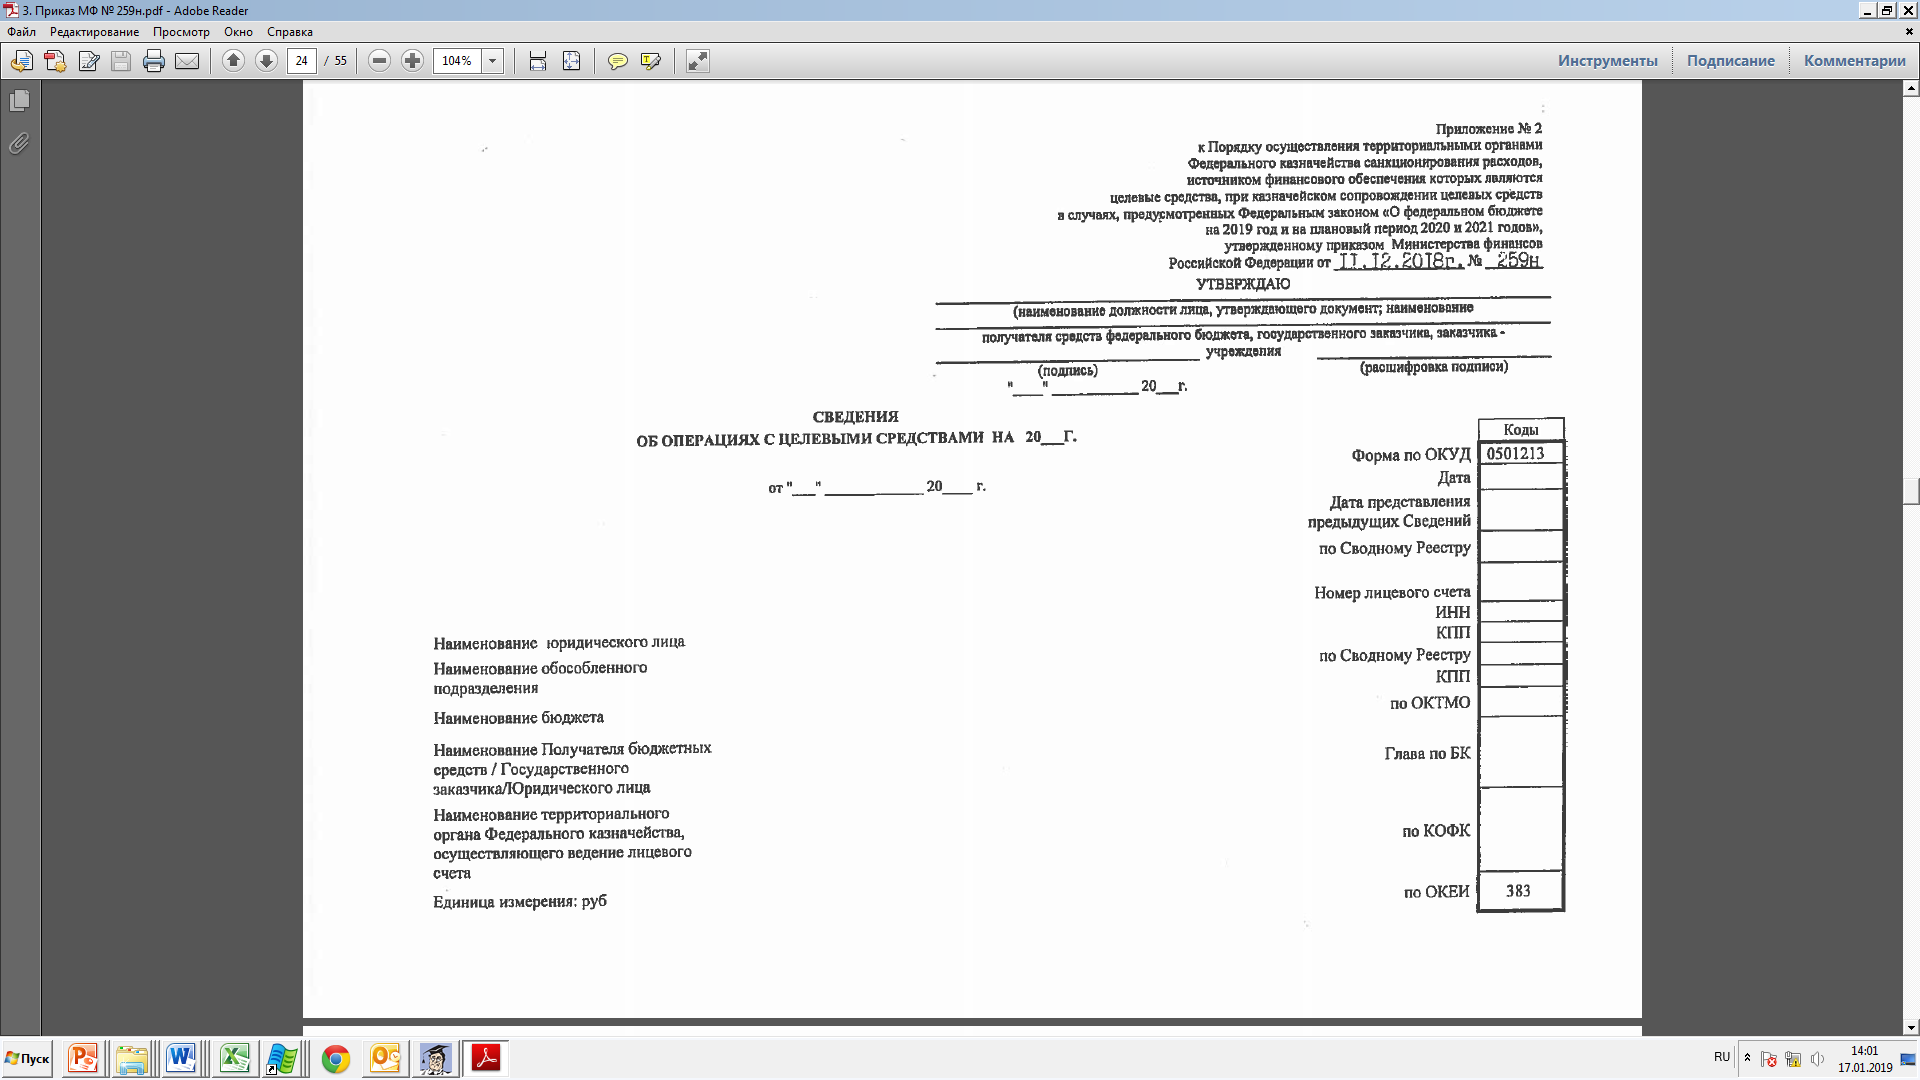 3. Приказ МФ № 259н.pdf - Adobe Reader
Файл Редактирование Просмотр Окно Справка
24 / 55 104% Инструменты Подписание Комментарии
Приложение № 2
к Порядку осуществления территориальными органами
Федерального казначейства санкционирования расходов,
источником финансового обеспечения которых являются
целевые средства, при казначейском сопровождении целевых средств
в случаях, предусмотренных Федеральным законом «О федеральном бюджете
на 2019 год и на плановый период 2020 и 2021 годов»,
утвержденному приказом Министерства финансов
Российской Федерации от 11.12.2018г. № 259н
УТВЕРЖДАЮ
(наименование должности лица, утверждающего документ; наименование
получателя средств федерального бюджета, государственного заказчика, заказчика -
учреждения
(подпись) (расшифровка подписи)
"___" ___________ 20___г.
СВЕДЕНИЯ
ОБ ОПЕРАЦИЯХ С ЦЕЛЕВЫМИ СРЕДСТВАМИ НА 20___Г.
от "___" _____________ 20____ г.
Коды
Форма по ОКУД 0501213
Дата
Дата представления
предыдущих Сведений
по Сводному Реестру
Номер лицевого счета
ИНН
КПП
Наименование юридического лица
по Сводному Реестру
Наименование обособленного
подразделения
КПП
по ОКТМО
Наименование бюджета
Наименование Получателя бюджетных
средств / Государственного
заказчика/Юридического лица
Глава по БК
Наименование территориального
органа Федерального казначейства,
осуществляющего ведение лицевого
счета
по КОФК
Единица измерения: руб
по ОКЕИ 383
Пуск
RU
14:01
17.01.2019